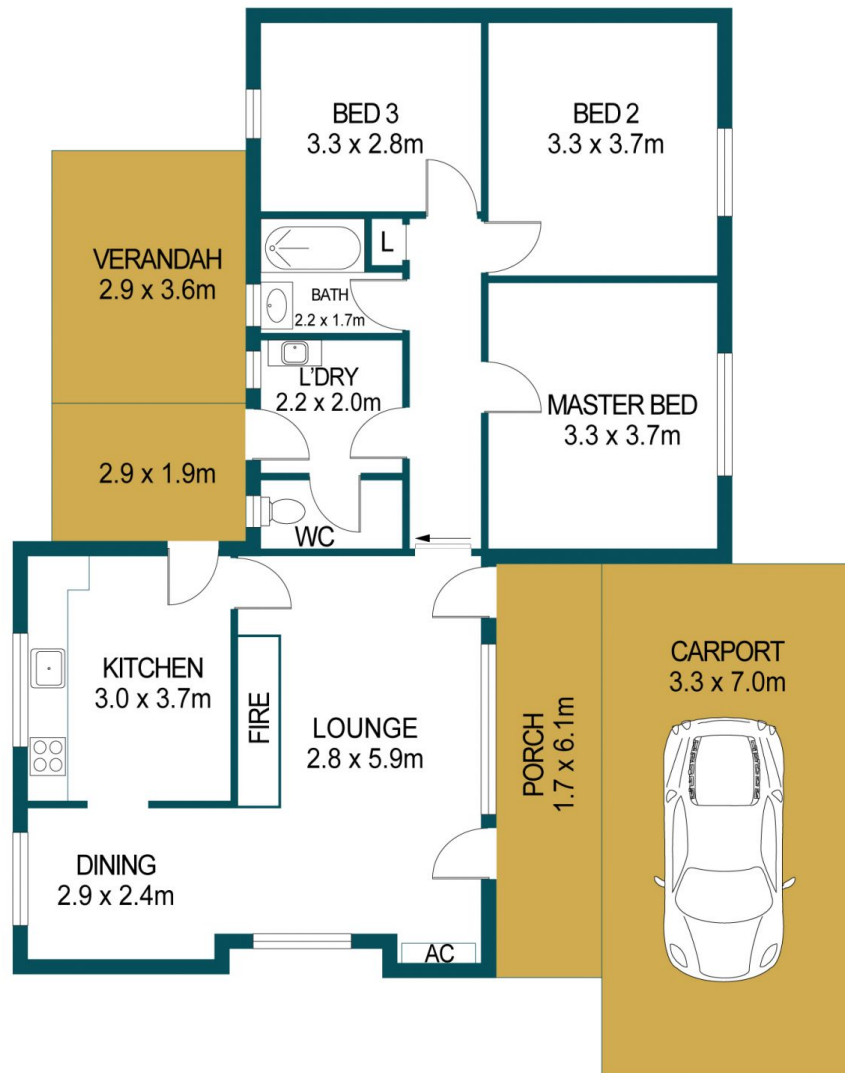 BED 3
3.3 x 2.8m
BED 2
3.3 x 3.7m
VERANDAH
2.9 x 3.6m
L
BATH
2.2 x 1.7m
L'DRY
2.2 x 2.0m
MASTER BED
3.3 x 3.7m
2.9 x 1.9m
WC
KITCHEN
3.0 x 3.7m
FIRE
LOUNGE
2.8 x 5.9m
PORCH
1.7 x 6.1m
CARPORT
3.3 x 7.0m
DINING
2.9 x 2.4m
AC